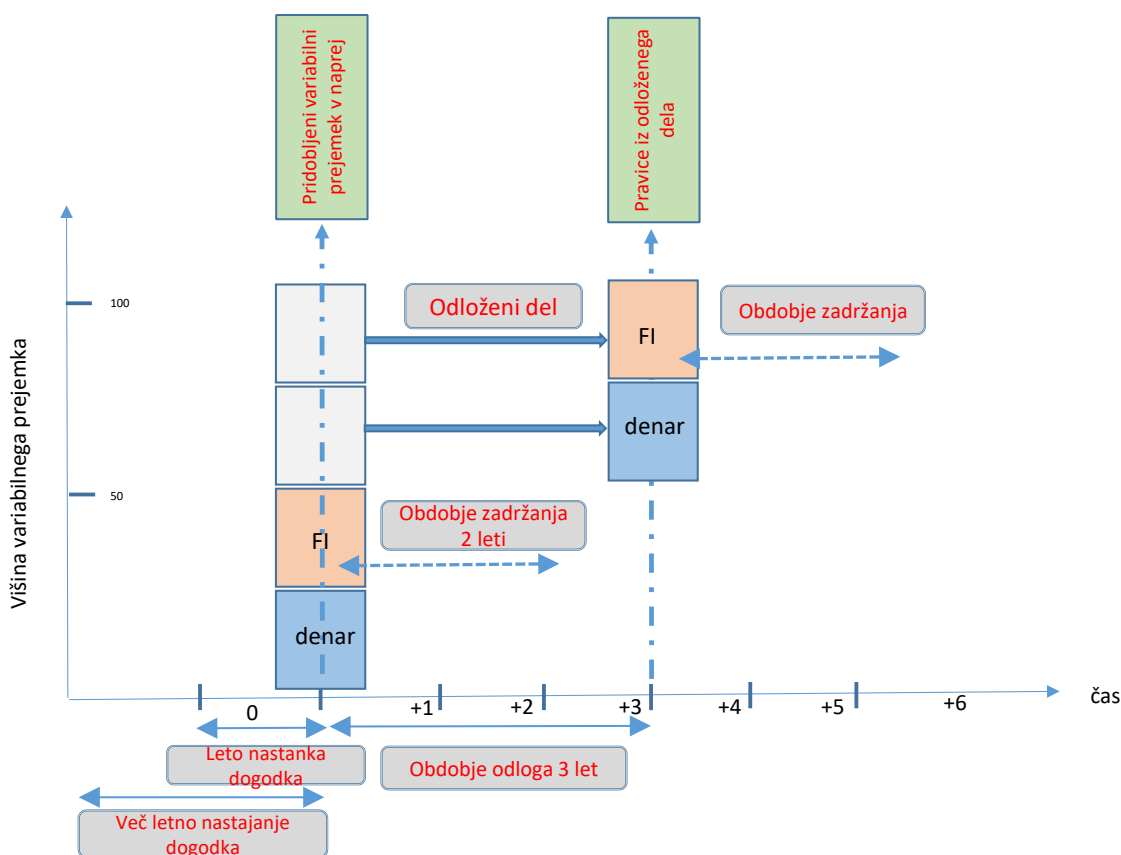 Pridobljeni variabilni
prejemek v naprej
Pravice iz odloženega
dela
Višina variabilnega prejemka
100
50
Odloženi del
Obdobje zadržanja
FI
denar
Obdobje zadržanja
2 leti
FI
denar
0
+1
+2
+3
+4
+5
+6
čas
Leto nastanka
dogodka
Obdobje odloga 3 let
Več letno nastajanje
dogodka